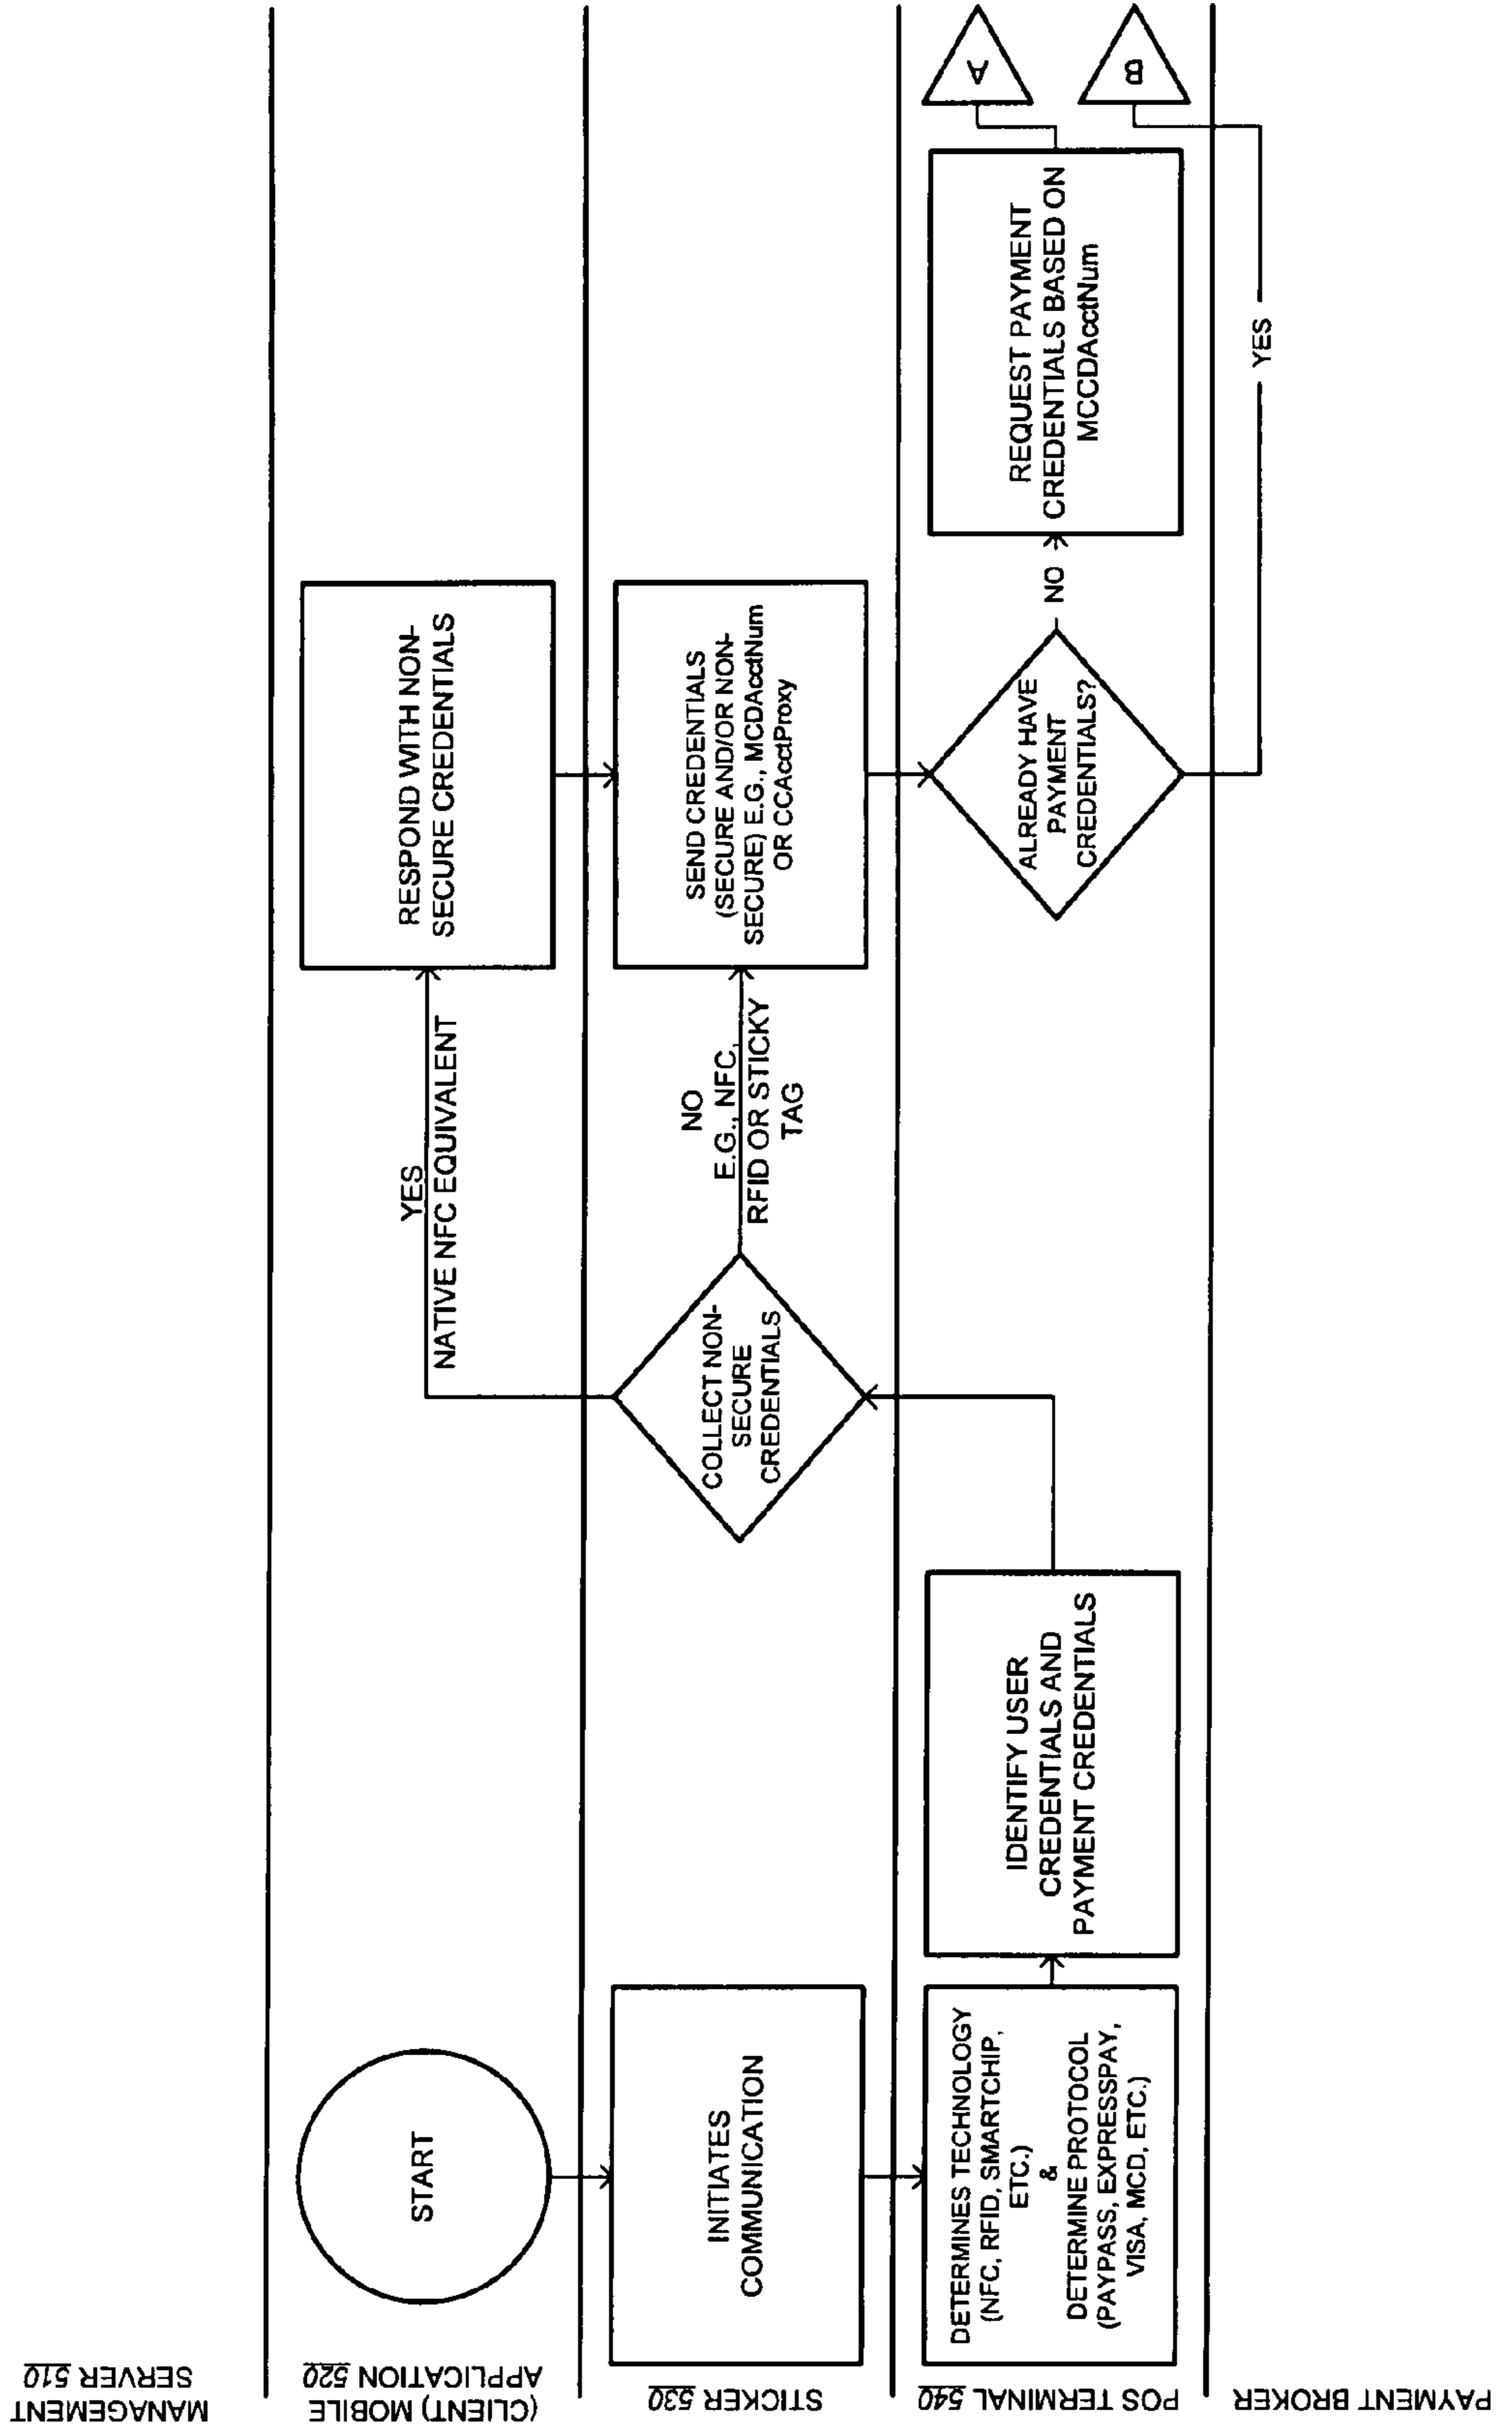 MANAGEMENT
SERVER 510
(CLIENT) MOBILE
APPLICATION 520
STICKER 530
POS TERMINAL 540
PAYMENT BROKER
START
INITIATES
COMMUNICATION
DETERMINES TECHNOLOGY
(NFC, RFID, SMARTCHIP,
ETC.)
&
DETERMINE PROTOCOL
(PAYPASS, EXPRESSPAY,
VISA, MCD, ETC.)
IDENTIFY USER
CREDENTIALS AND
PAYMENT CREDENTIALS
COLLECT NON-
SECURE
CREDENTIALS
YES
NATIVE NFC EQUIVALENT
NO
E.G., NFC,
RFID OR STICKY
TAG
RESPOND WITH NON-
SECURE CREDENTIALS
SEND CREDENTIALS
(SECURE AND/OR NON-
SECURE) E.G., MCDAcctNum
OR CCAcctProxy
ALREADY HAVE
PAYMENT
CREDENTIALS?
NO
REQUEST PAYMENT
CREDENTIALS BASED ON
MCCDAcctNum
YES
A
B